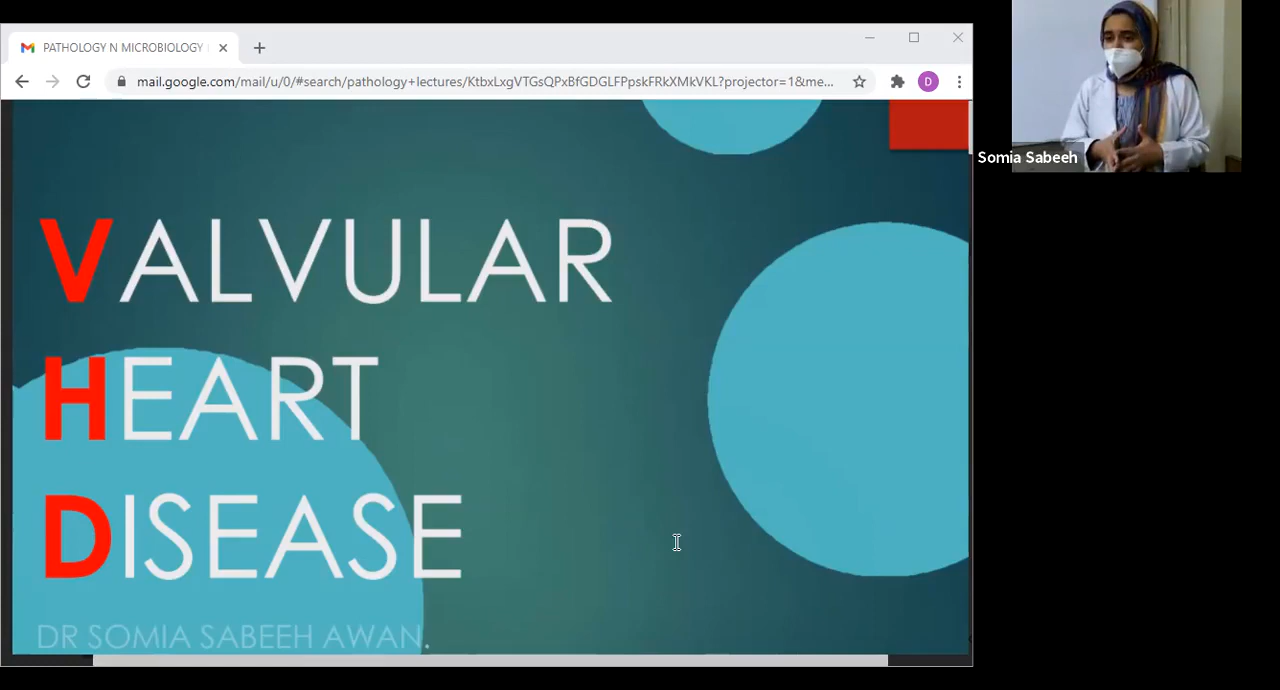 PATHOLOGY N MICROBIOLOGY
mail.google.com/mail/u/0/#search/pathology+lectures/KtbxLxgVTGsQPxBfGDGLFPpskFRkXMkVKL?projector=1&me...
D
Somia Sabeeh
VALVULAR
HEART
DISEASE
DR SOMIA SABEEH AWAN.